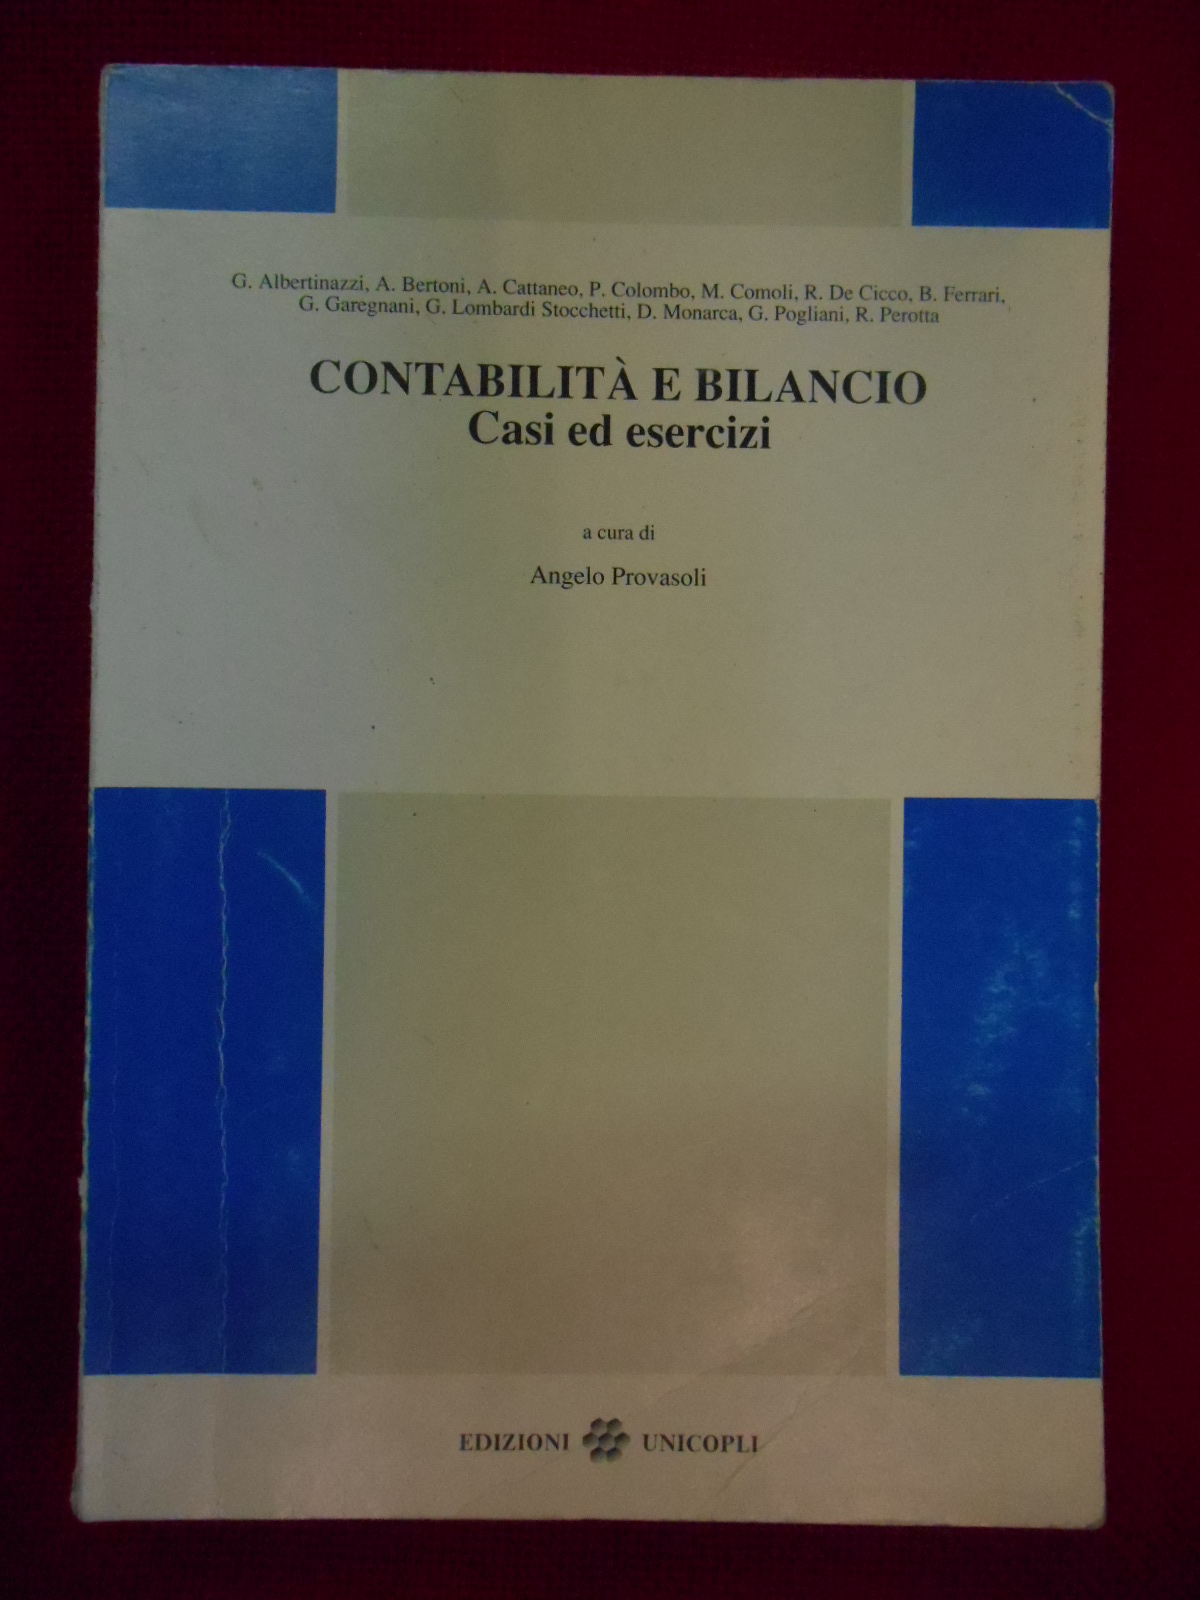 G. Albertinazzi, A. Bertoni, A. Cattaneo, P. Colombo, M. Comoli, R. De Cicco, B. Ferrari,
G. Garegnani, G. Lombardi Stocchetti, D. Monarca, G. Pogliani, R. Perotta
CONTABILITÀ E BILANCIO
Casi ed esercizi
a cura di
Angelo Provasoli
EDIZIONI UNICOPLI